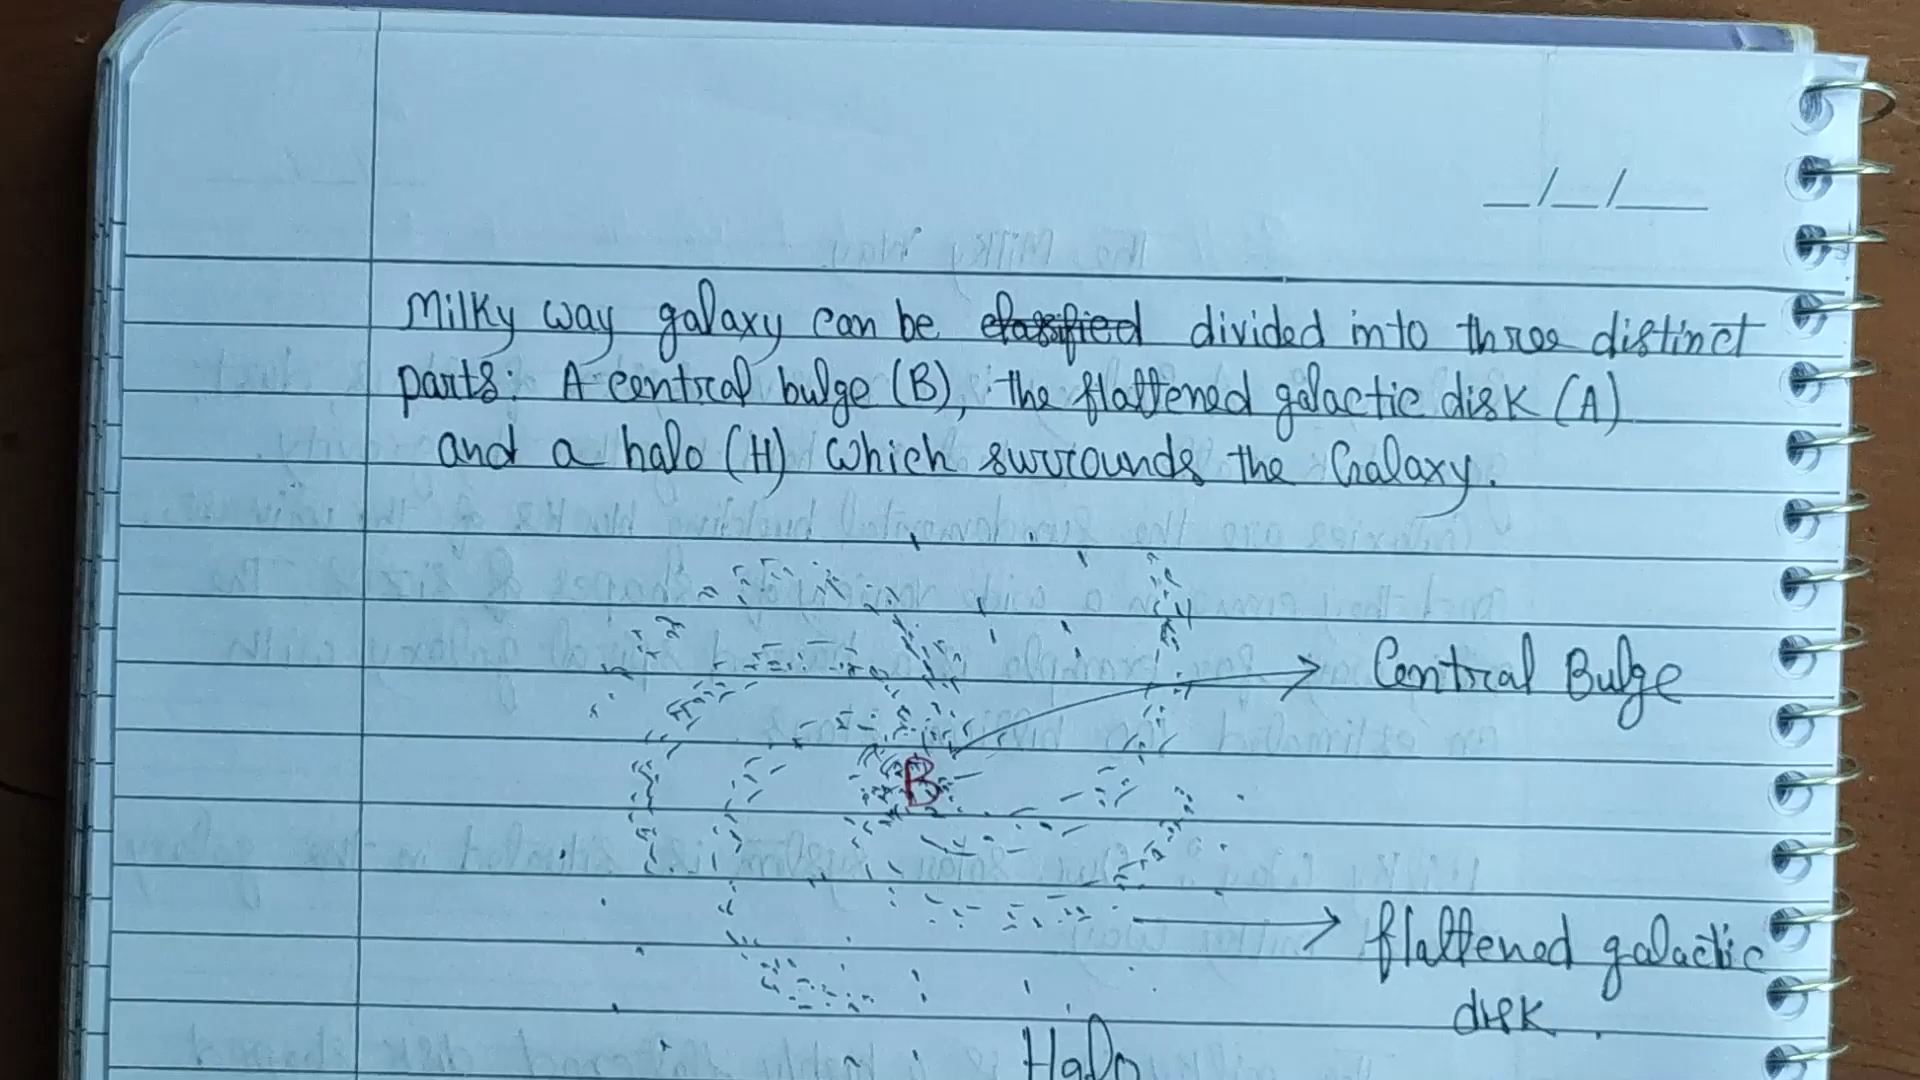 _/_/_
Milky way galaxy can be classified divided into three distinct
parts: A central bulge (B), the flattened galactic disk (A)
and a halo (H) which surrounds the Galaxy.
Central Bulge
B
flattened galactic
disk.
Halo